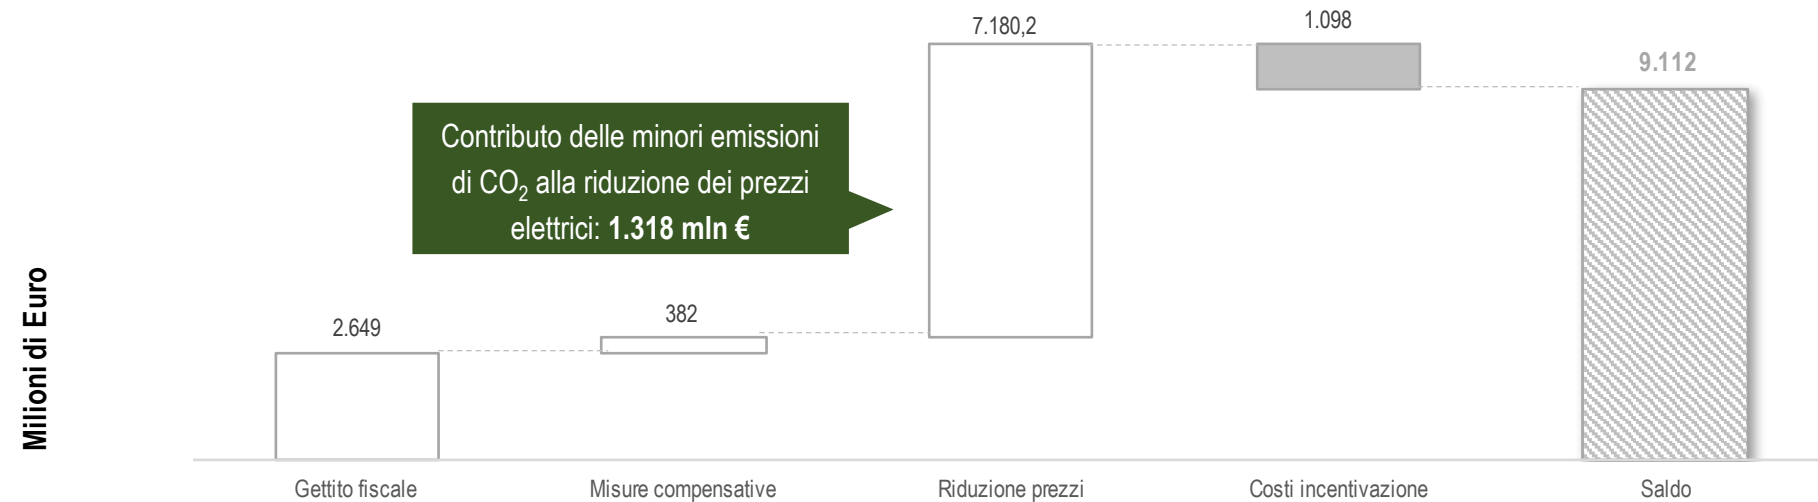 7.180,2
1.098
9.112
Contributo delle minori emissioni
di CO₂ alla riduzione dei prezzi
elettrici: 1.318 mln €
2.649
382
Milioni di Euro
Gettito fiscale
Misure compensative
Riduzione prezzi
Costi incentivazione
Saldo